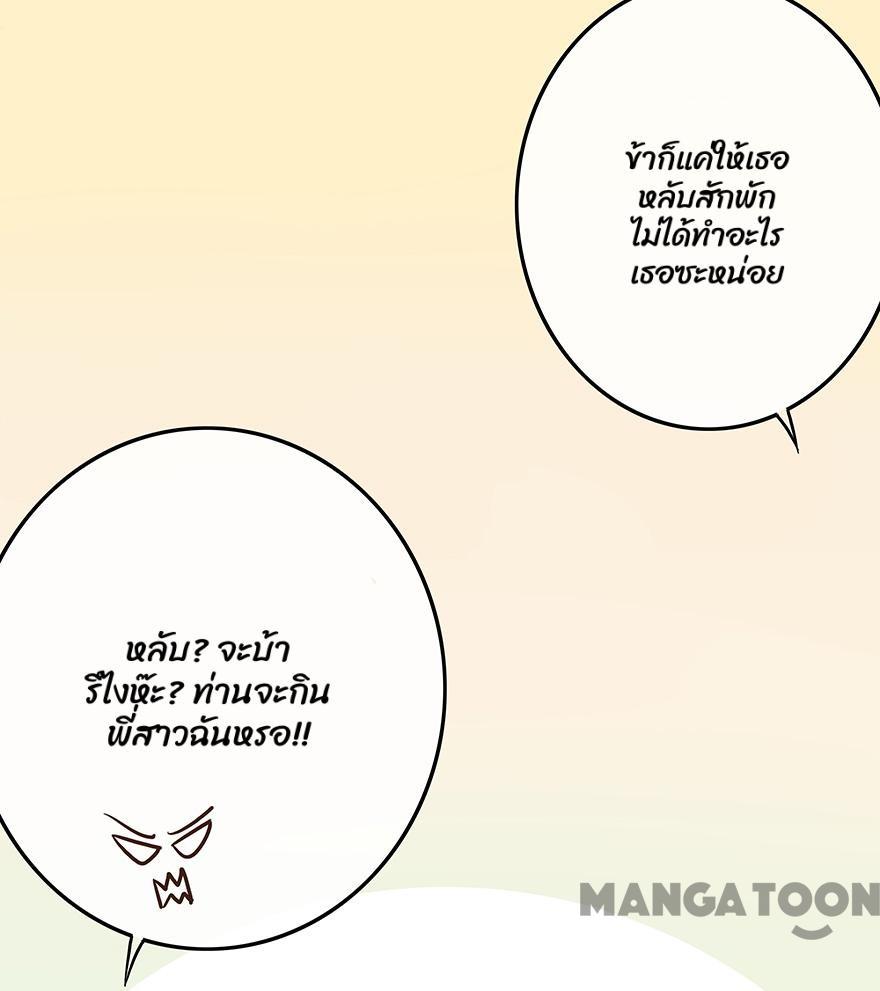 ข้าก็แค่ให้เธอ
หลับสักพัก
ไม่ได้ทำอะไร
เธอซะหน่อย
หลับ? จะบ้า
รึไงห๊ะ? ท่านจะกิน
พี่สาวฉันหรอ!!
MANGATOON